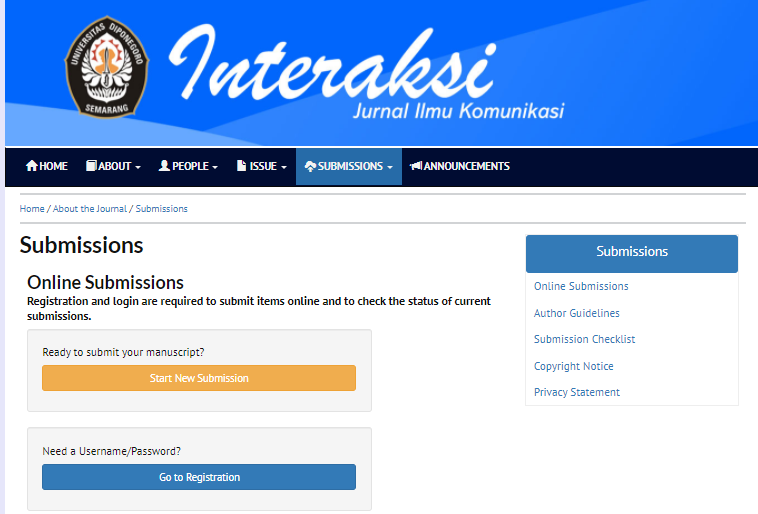 UNIVERSITAS DIPONEGORO
SEMARANG
Interaksi
Jurnal Ilmu Komunikasi
HOME ABOUT PEOPLE ISSUE SUBMISSIONS ANNOUNCEMENTS
Home / About the Journal / Submissions
Submissions
Online Submissions
Registration and login are required to submit items online and to check the status of current
submissions.
Ready to submit your manuscript?
Start New Submission
Need a Username/Password?
Go to Registration
Submissions
Online Submissions
Author Guidelines
Submission Checklist
Copyright Notice
Privacy Statement